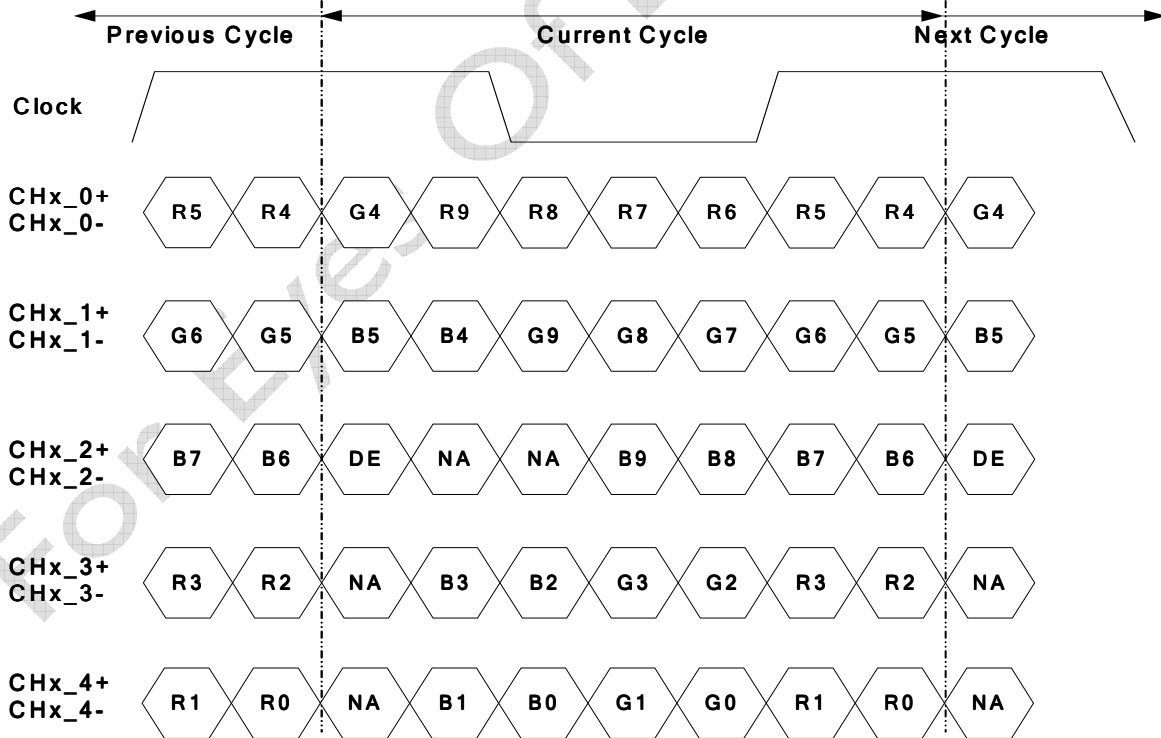 Previous Cycle Current Cycle Next Cycle
Clock
CHx_0+
CHx_0-
R5 R4 G4 R9 R8 R7 R6 R5 R4 G4
CHx_1+
CHx_1-
G6 G5 B5 B4 G9 G8 G7 G6 G5 B5
CHx_2+
CHx_2-
B7 B6 DE NA NA B9 B8 B7 B6 DE
CHx_3+
CHx_3-
R3 R2 NA B3 B2 G3 G2 R3 R2 NA
CHx_4+
CHx_4-
R1 R0 NA B1 B0 G1 G0 R1 R0 NA
For Eyes Of